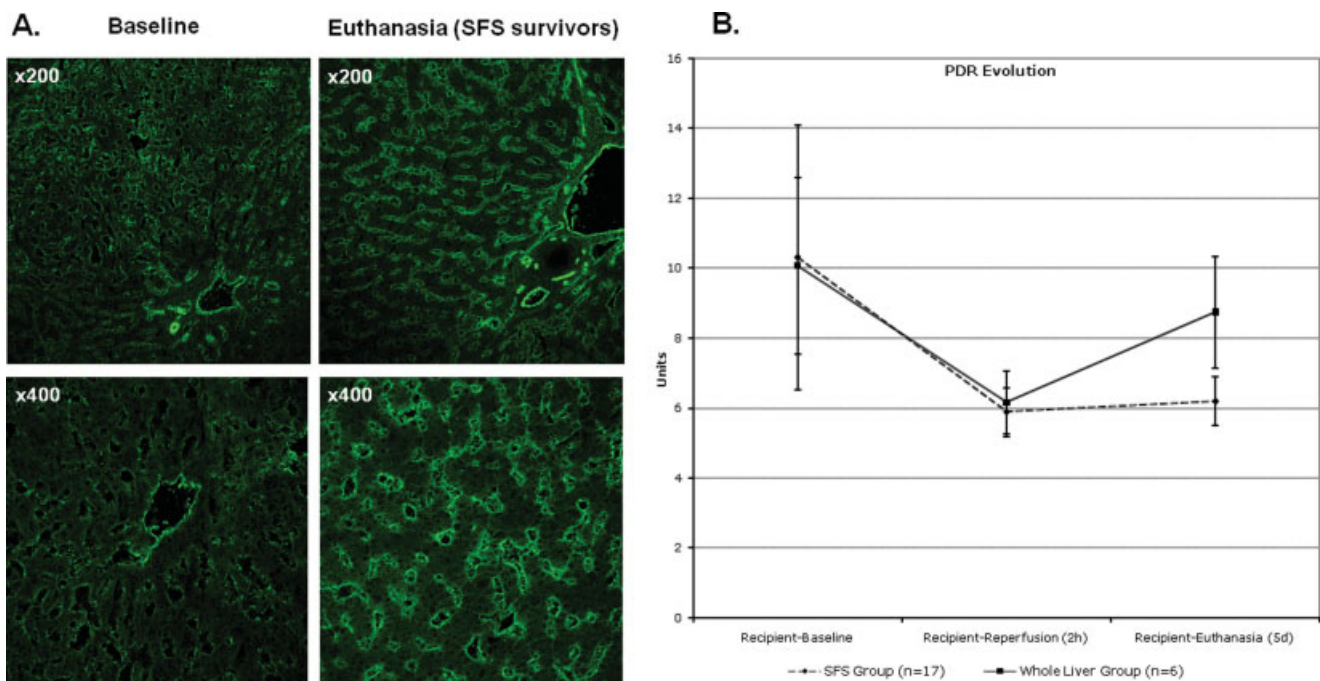 A.
Baseline
Euthanasia (SFS survivors)
x200
x200
x400
x400
B.
PDR Evolution
16
14
12
10
8
6
4
2
0
Units
Recipient-Baseline
Recipient-Reperfusion (2h)
Recipient-Euthanasia (5d)
SFS Group (n=17)
Whole Liver Group (n=6)